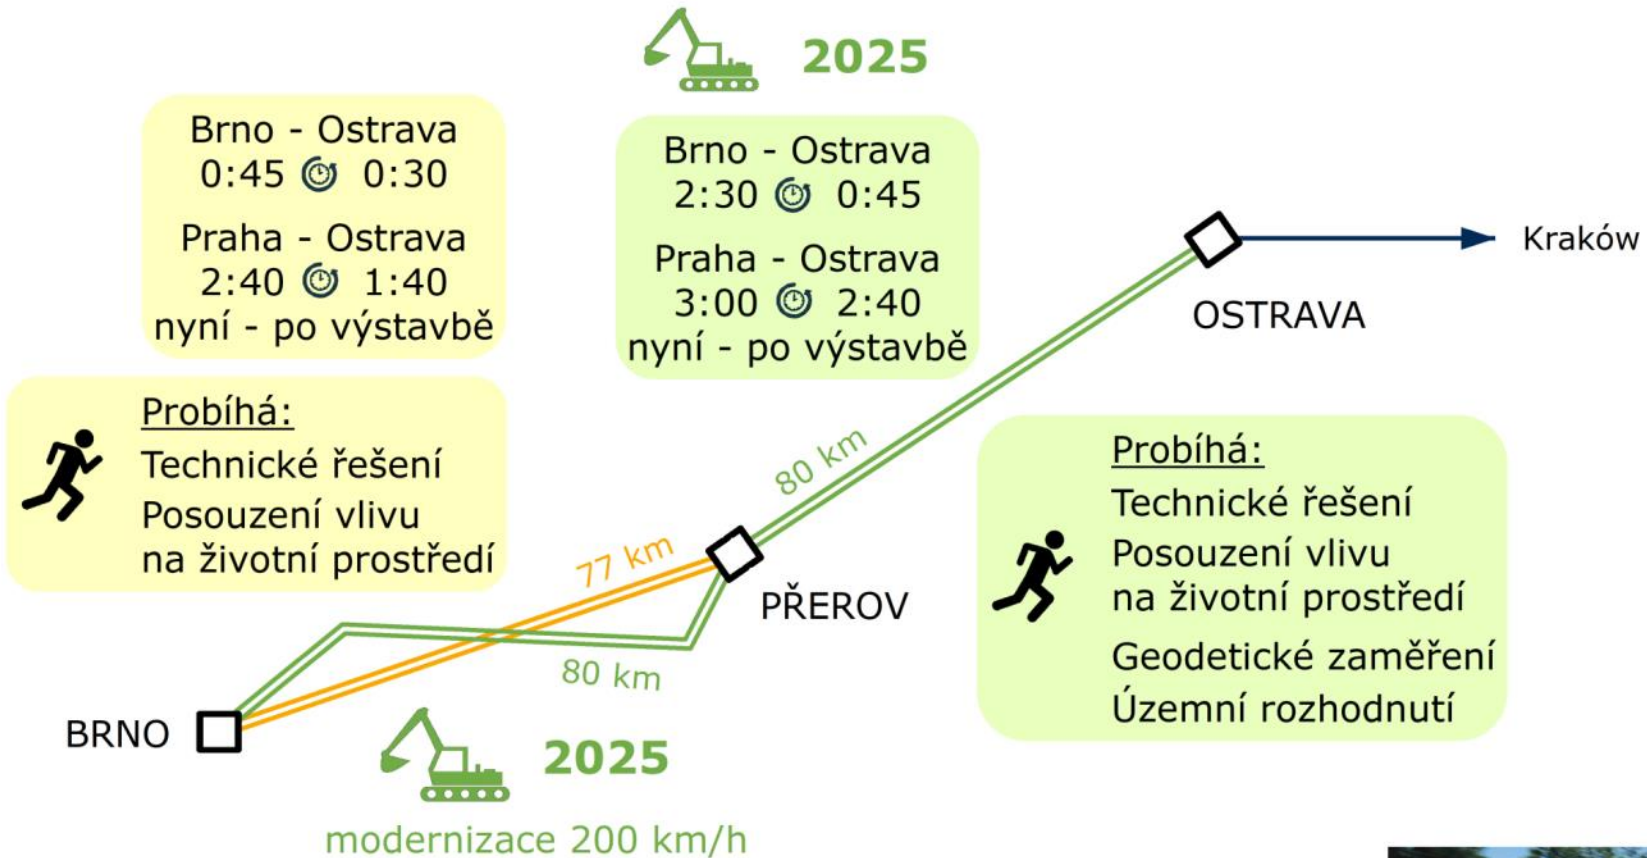 2025
Brno - Ostrava
0:45 0:30
Praha - Ostrava
2:40 1:40
nyní - po výstavbě
Brno - Ostrava
2:30 0:45
Praha - Ostrava
3:00 2:40
nyní - po výstavbě
Kraków
OSTRAVA
Probíhá:
Technické řešení
Posouzení vlivu
na životní prostředí
80 km
77 km
PŘEROV
80 km
BRNO
2025
modernizace 200 km/h
Probíhá:
Technické řešení
Posouzení vlivu
na životní prostředí
Geodetické zaměření
Územní rozhodnutí